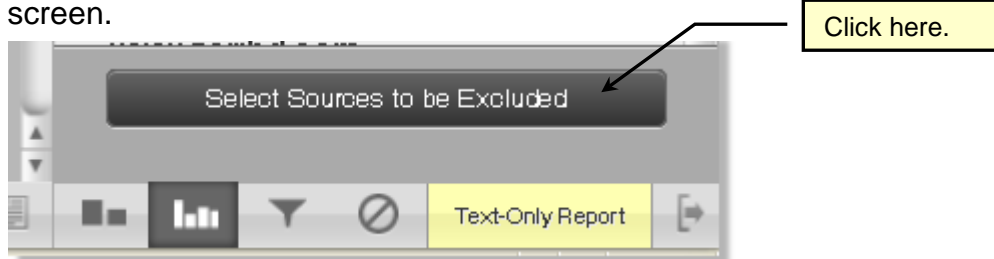 screen.
Click here.
Select Sources to be Excluded
Text-Only Report